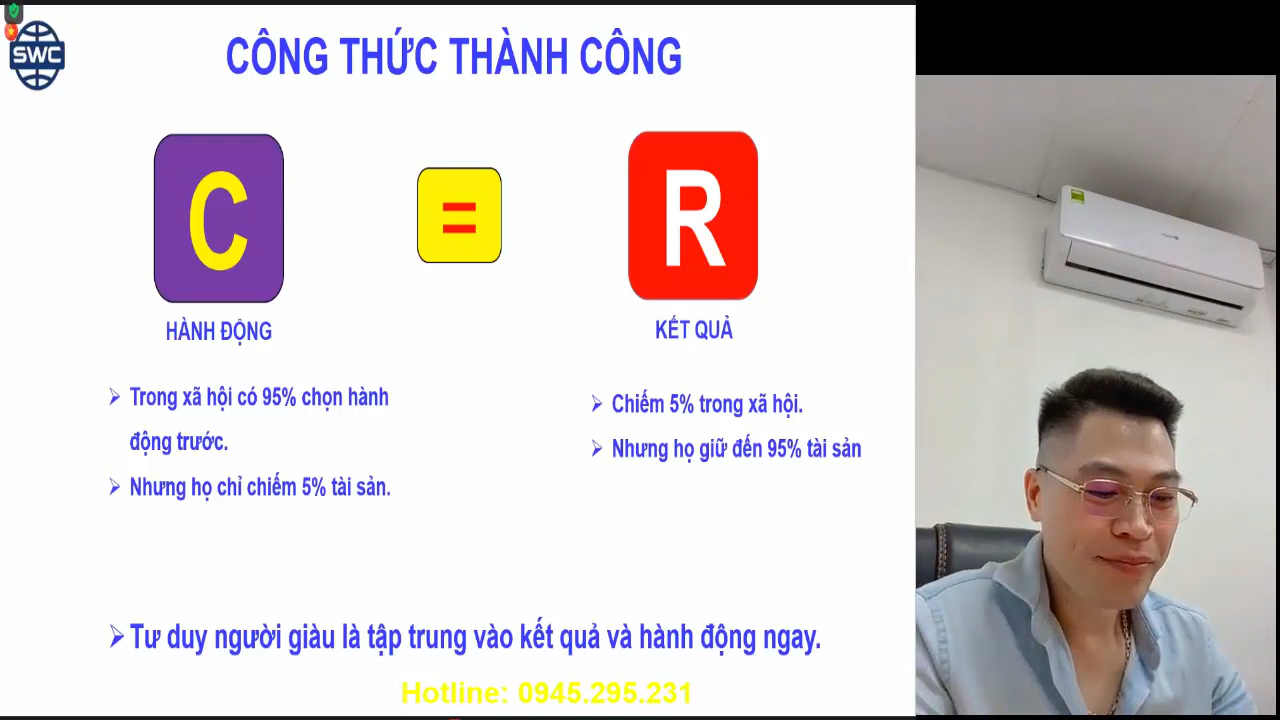 SWC
CÔNG THỨC THÀNH CÔNG
C
=
R
HÀNH ĐỘNG
KẾT QUẢ
Trong xã hội có 95% chọn hành
động trước.
Nhưng họ chỉ chiếm 5% tài sản.
Chiếm 5% trong xã hội.
Nhưng họ giữ đến 95% tài sản
Tư duy người giàu là tập trung vào kết quả và hành động ngay.
Hotline: 0945.295.231